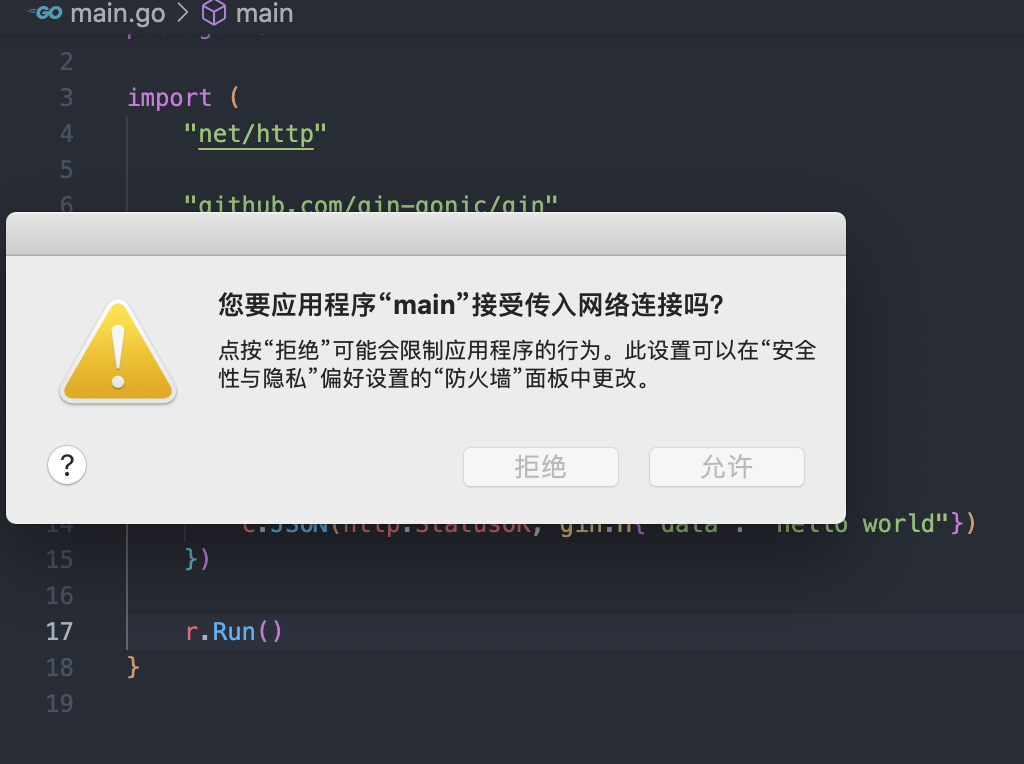 GO main.go > main
2
3 import (
4 "net/http"
5
6 "github.com/gin-gonic/gin"
您要应用程序“main”接受传入网络连接吗?
点按“拒绝”可能会限制应用程序的行为。此设置可以在“安全
性与隐私”偏好设置的“防火墙”面板中更改。
? 拒绝 允许
14 c.JSON(http.StatusOK, gin.H{"data": "hello world"})
15 })
16
17 r.Run()
18 }
19